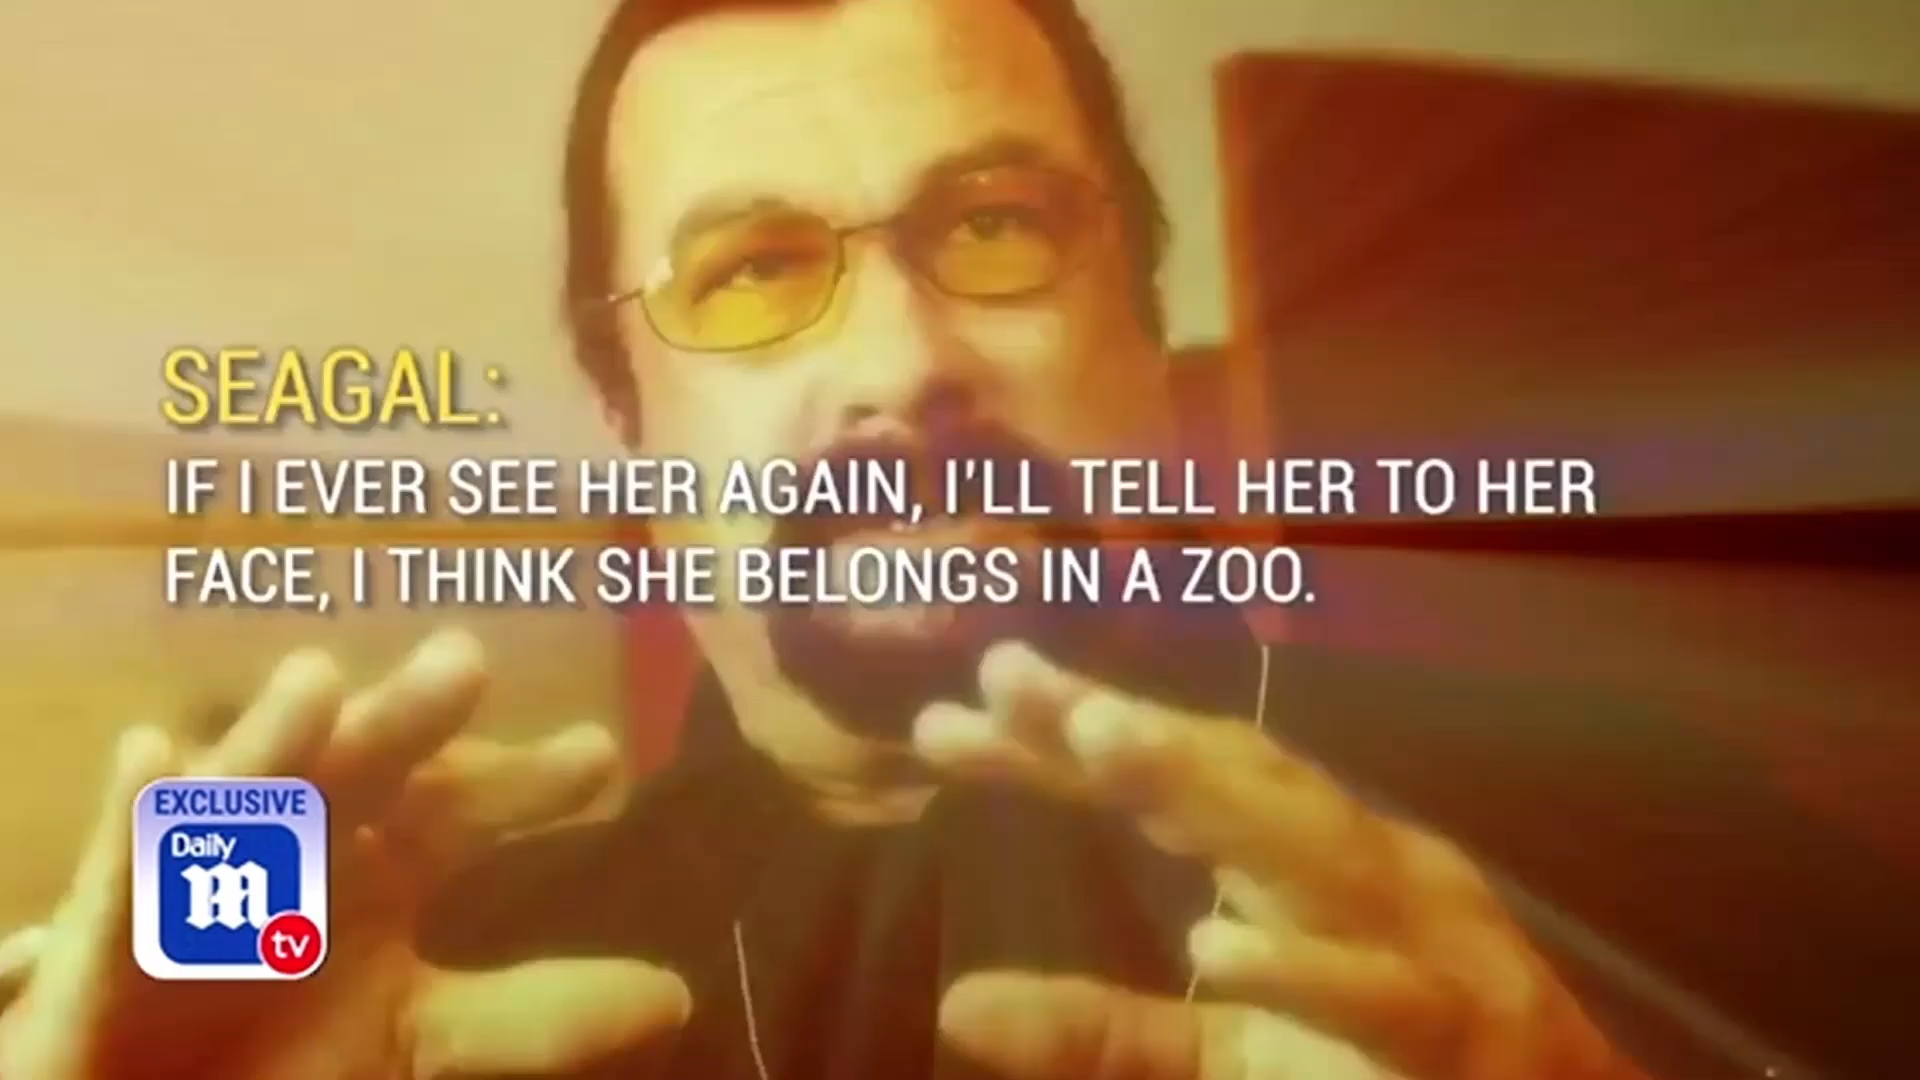 SEAGAL:
IF I EVER SEE HER AGAIN, I'LL TELL HER TO HER
FACE, I THINK SHE BELONGS IN A ZOO.
EXCLUSIVE
Daily
M
tv